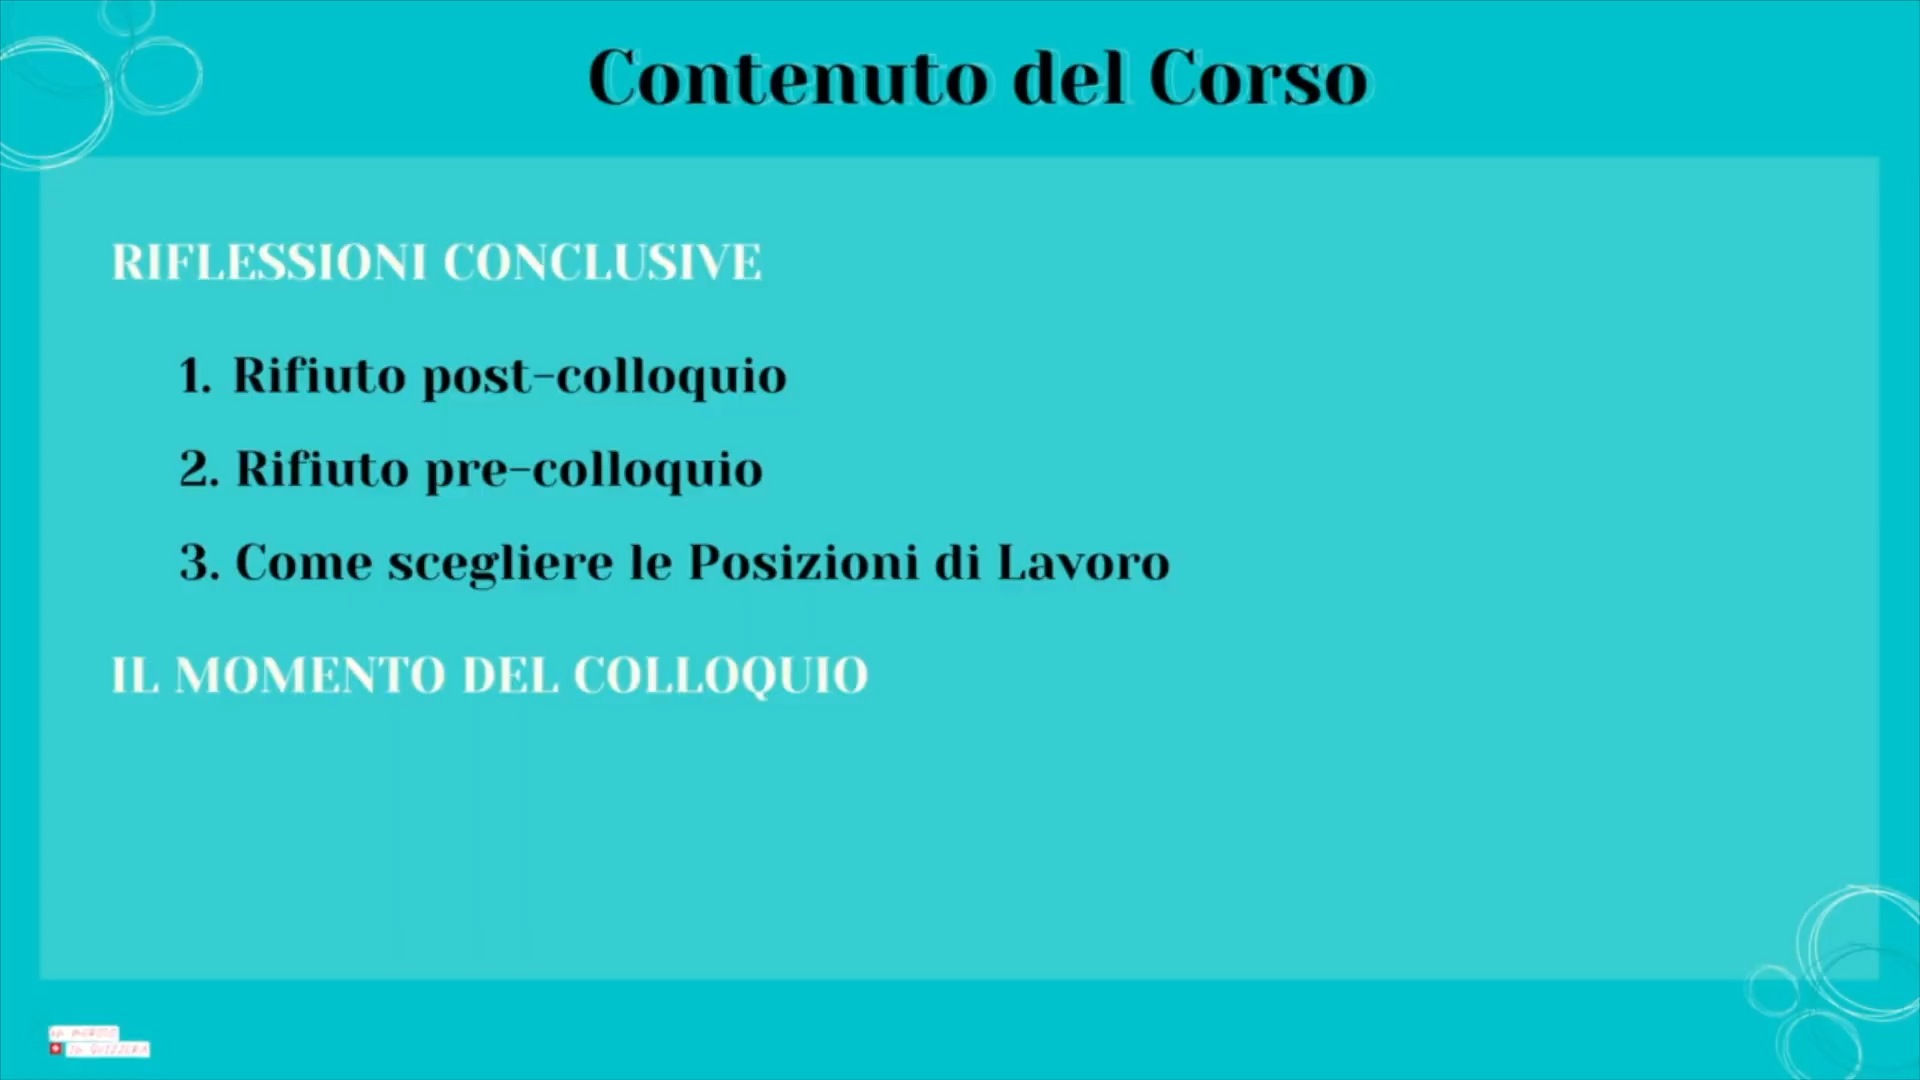 Contenuto del Corso
RIFLESSIONI CONCLUSIVE
1. Rifiuto post-colloquio
2. Rifiuto pre-colloquio
3. Come scegliere le Posizioni di Lavoro
IL MOMENTO DEL COLLOQUIO